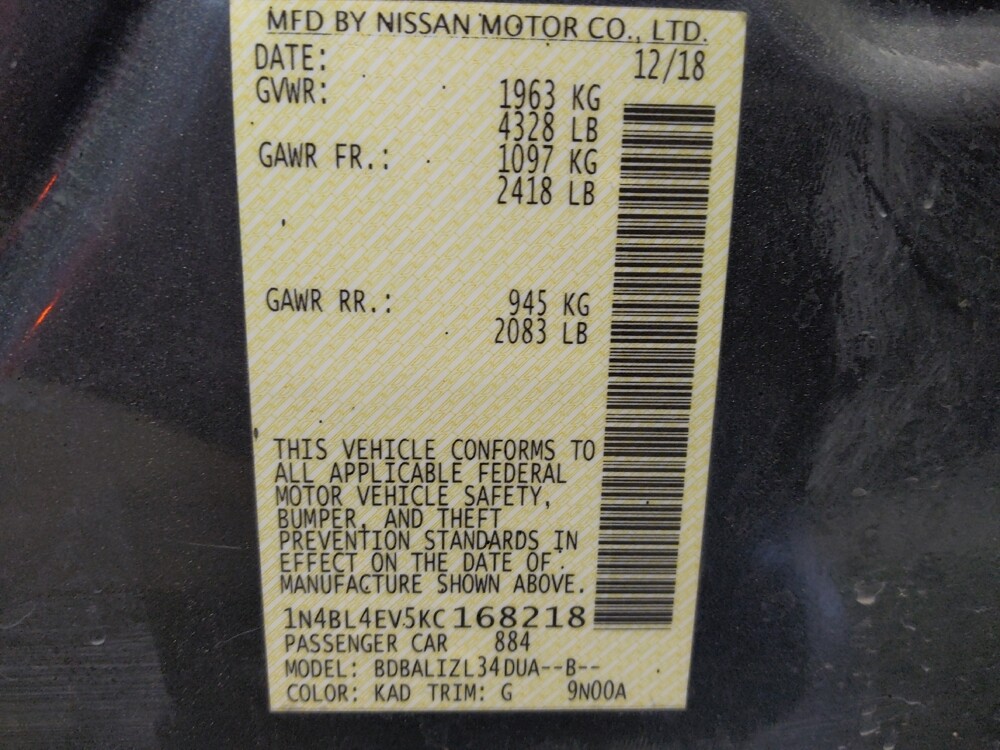 MFD BY NISSAN MOTOR CO., LTD.
DATE: 12/18
GVWR: 1963 KG
4328 LB
GAWR FR.: 1097 KG
2418 LB
GAWR RR.: 945 KG
2083 LB
THIS VEHICLE CONFORMS TO
ALL APPLICABLE FEDERAL
MOTOR VEHICLE SAFETY,
BUMPER, AND THEFT
PREVENTION STANDARDS IN
EFFECT ON THE DATE OF
MANUFACTURE SHOWN ABOVE.
1N4BL4EV5KC168218
PASSENGER CAR 884
MODEL: BDBALIZL34DUA--B--
COLOR: KAD TRIM: G 9N00A